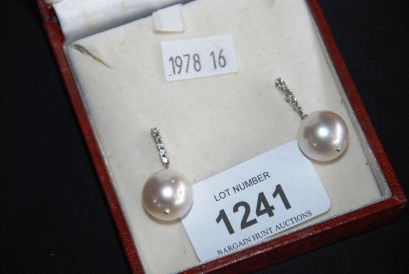 1978 16
LOT NUMBER
1241
BARGAIN HUNT AUCTIONS